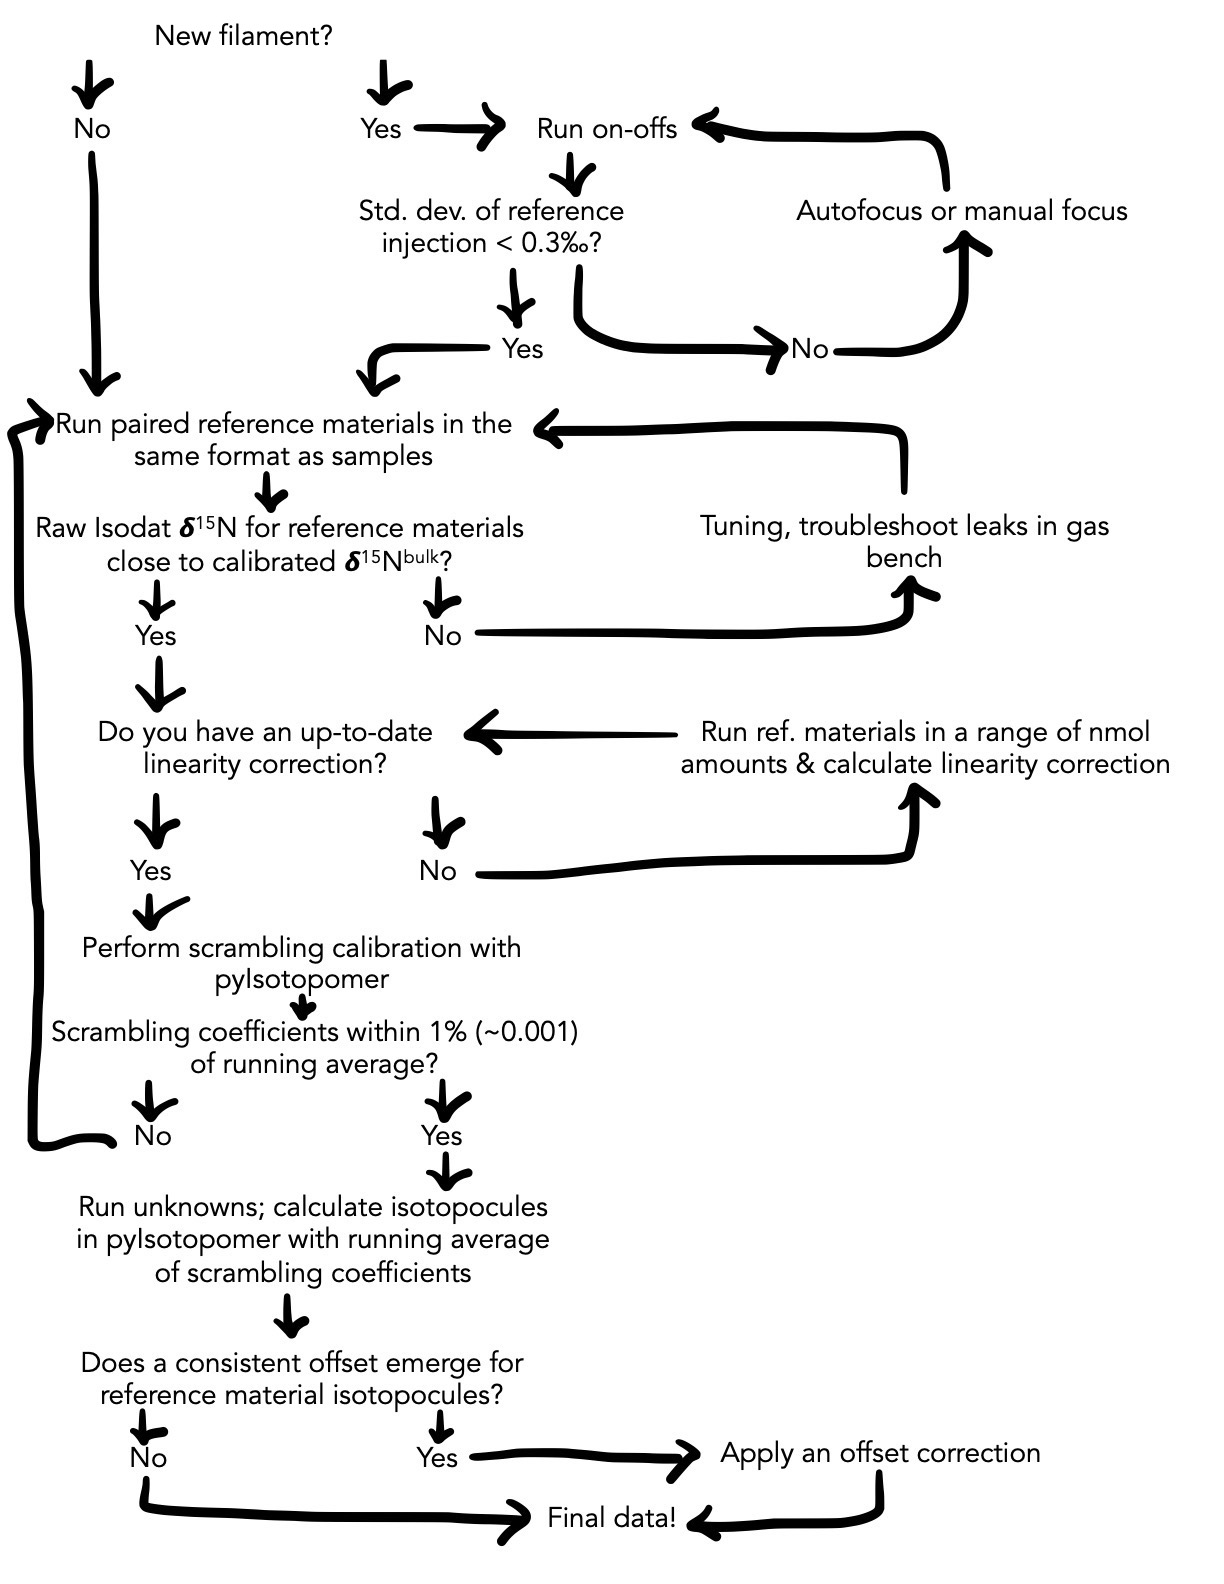 New filament?
No
Yes
Run on-offs
Std. dev. of reference
injection < 0.3‰?
Autofocus or manual focus
Yes
No
Run paired reference materials in the
same format as samples
Raw Isodat δ¹⁵N for reference materials
close to calibrated δ¹⁵Nᵇᵘˡᵏ?
Tuning, troubleshoot leaks in gas
bench
Yes
No
Do you have an up-to-date
linearity correction?
Run ref. materials in a range of nmol
amounts & calculate linearity correction
Yes
No
Perform scrambling calibration with
pyIsotopomer
Scrambling coefficients within 1% (~0.001)
of running average?
No
Yes
Run unknowns; calculate isotopocules
in pyIsotopomer with running average
of scrambling coefficients
Does a consistent offset emerge for
reference material isotopocules?
No
Yes
Apply an offset correction
Final data!